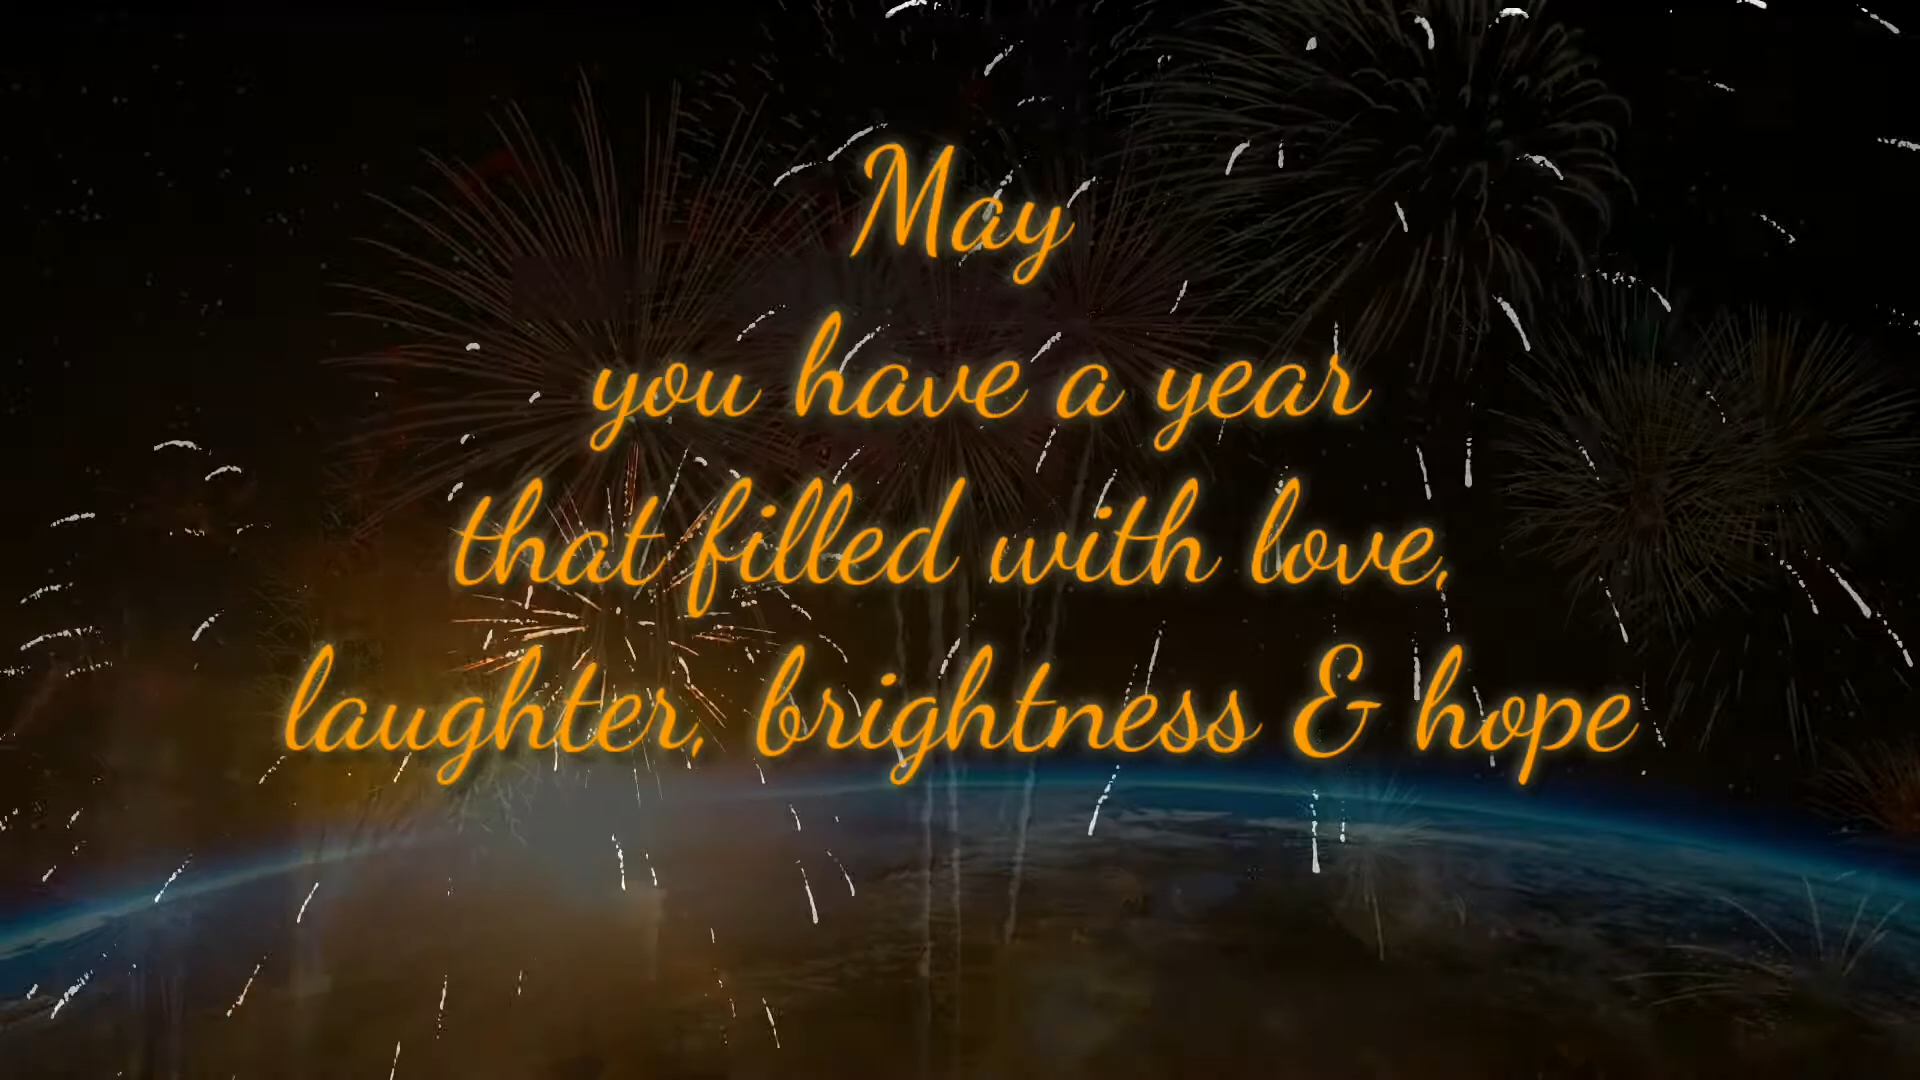 May
you have a year
that filled with love,
laughter, brightness & hope